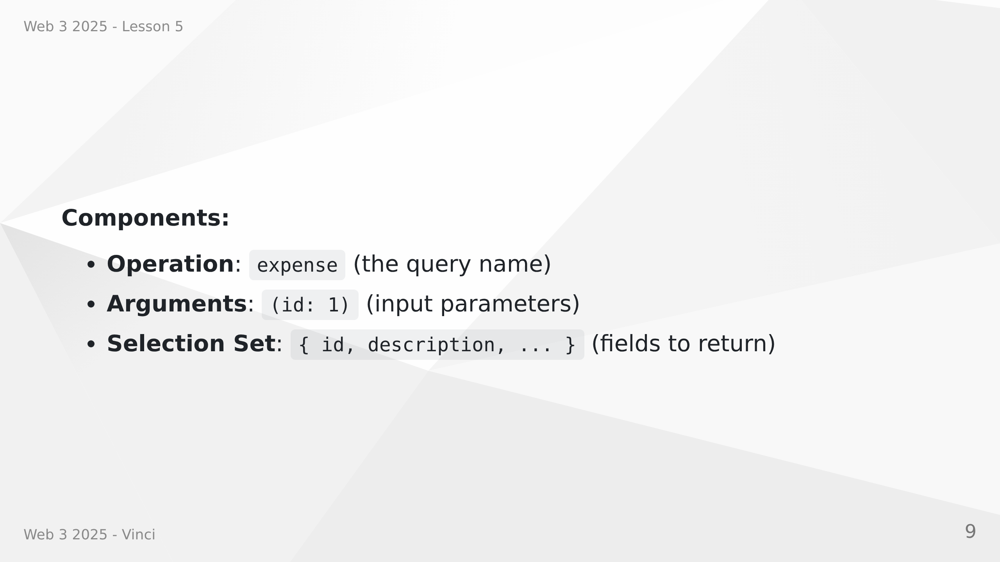 Web 3 2025 - Lesson 5
Components:
• Operation: expense (the query name)
• Arguments: (id: 1) (input parameters)
• Selection Set: { id, description, ... } (fields to return)
Web 3 2025 - Vinci
9